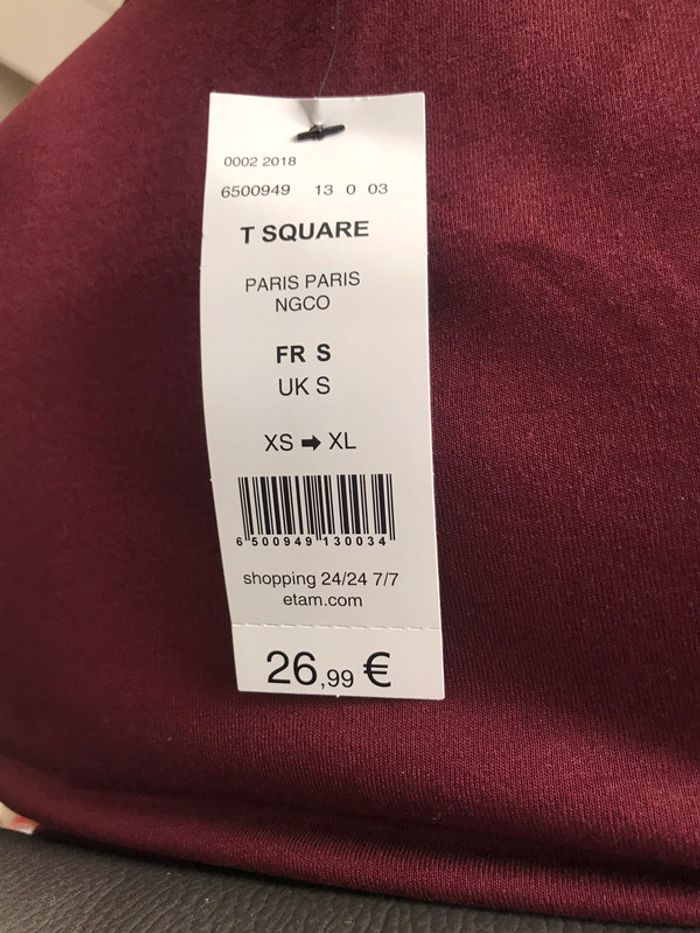 0002 2018
6500949 13 0 03
T SQUARE
PARIS PARIS
NGCO
FR S
UK S
XS ➡ XL
6 500949 130034
shopping 24/24 7/7
etam.com
26,99 €